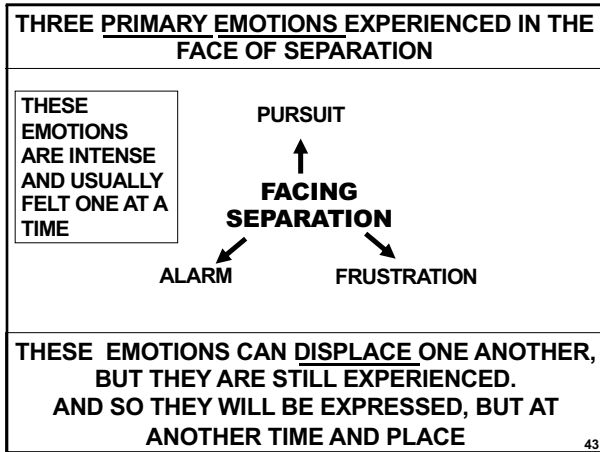 THREE PRIMARY EMOTIONS EXPERIENCED IN THE
FACE OF SEPARATION
THESE
EMOTIONS
ARE INTENSE
AND USUALLY
FELT ONE AT A
TIME
PURSUIT
FACING
SEPARATION
ALARM
FRUSTRATION
THESE EMOTIONS CAN DISPLACE ONE ANOTHER,
BUT THEY ARE STILL EXPERIENCED.
AND SO THEY WILL BE EXPRESSED, BUT AT
ANOTHER TIME AND PLACE
43